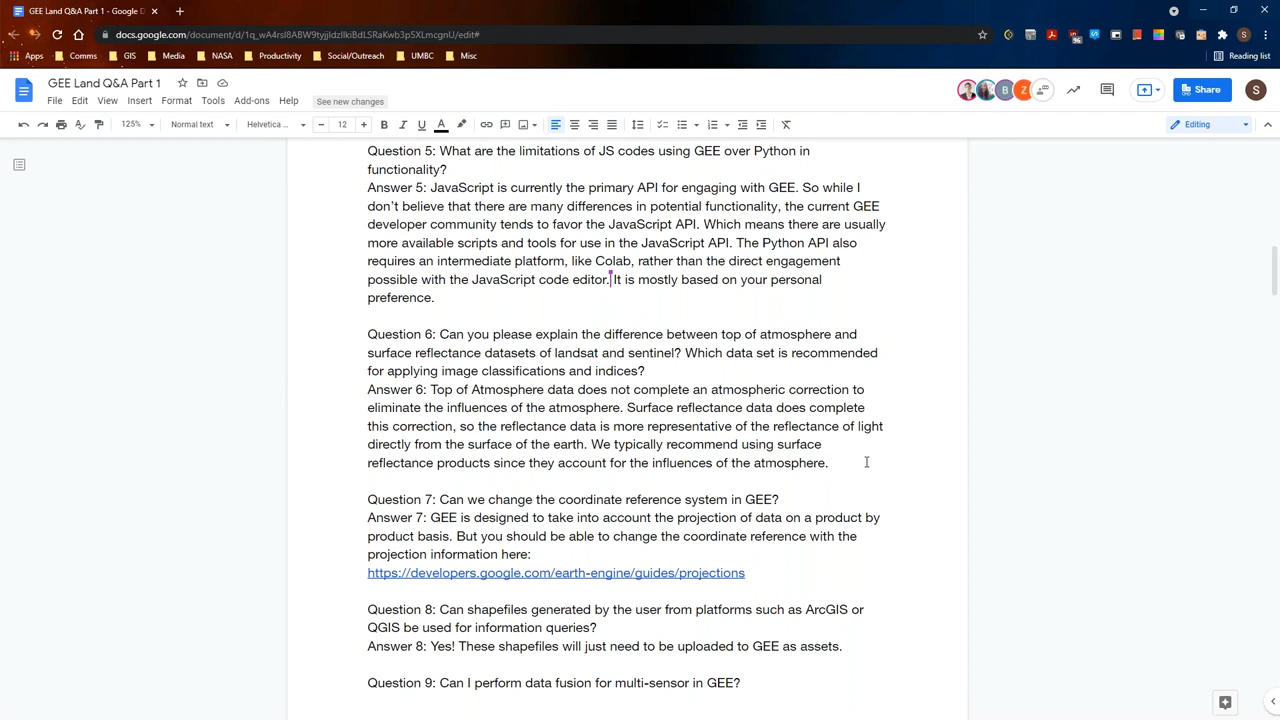 GEE Land Q&A Part 1 - Google D
docs.google.com/document/d/1q_wA4rsI8ABW9tyjjIdzIlkiBdLSRaKwb3p5XLmcgnU/edit#
Apps Comms GIS Media NASA Productivity Social/Outreach UMBC Misc Reading list
GEE Land Q&A Part 1
File Edit View Insert Format Tools Add-ons Help See new changes
B Z Share S
125% Normal text Helvetica ... 12 B I U A Editing
Question 5: What are the limitations of JS codes using GEE over Python in
functionality?
Answer 5: JavaScript is currently the primary API for engaging with GEE. So while I
don't believe that there are many differences in potential functionality, the current GEE
developer community tends to favor the JavaScript API. Which means there are usually
more available scripts and tools for use in the JavaScript API. The Python API also
requires an intermediate platform, like Colab, rather than the direct engagement
possible with the JavaScript code editor. It is mostly based on your personal
preference.
Question 6: Can you please explain the difference between top of atmosphere and
surface reflectance datasets of landsat and sentinel? Which data set is recommended
for applying image classifications and indices?
Answer 6: Top of Atmosphere data does not complete an atmospheric correction to
eliminate the influences of the atmosphere. Surface reflectance data does complete
this correction, so the reflectance data is more representative of the reflectance of light
directly from the surface of the earth. We typically recommend using surface
reflectance products since they account for the influences of the atmosphere.
Question 7: Can we change the coordinate reference system in GEE?
Answer 7: GEE is designed to take into account the projection of data on a product by
product basis. But you should be able to change the coordinate reference with the
projection information here:
https://developers.google.com/earth-engine/guides/projections
Question 8: Can shapefiles generated by the user from platforms such as ArcGIS or
QGIS be used for information queries?
Answer 8: Yes! These shapefiles will just need to be uploaded to GEE as assets.
Question 9: Can I perform data fusion for multi-sensor in GEE?